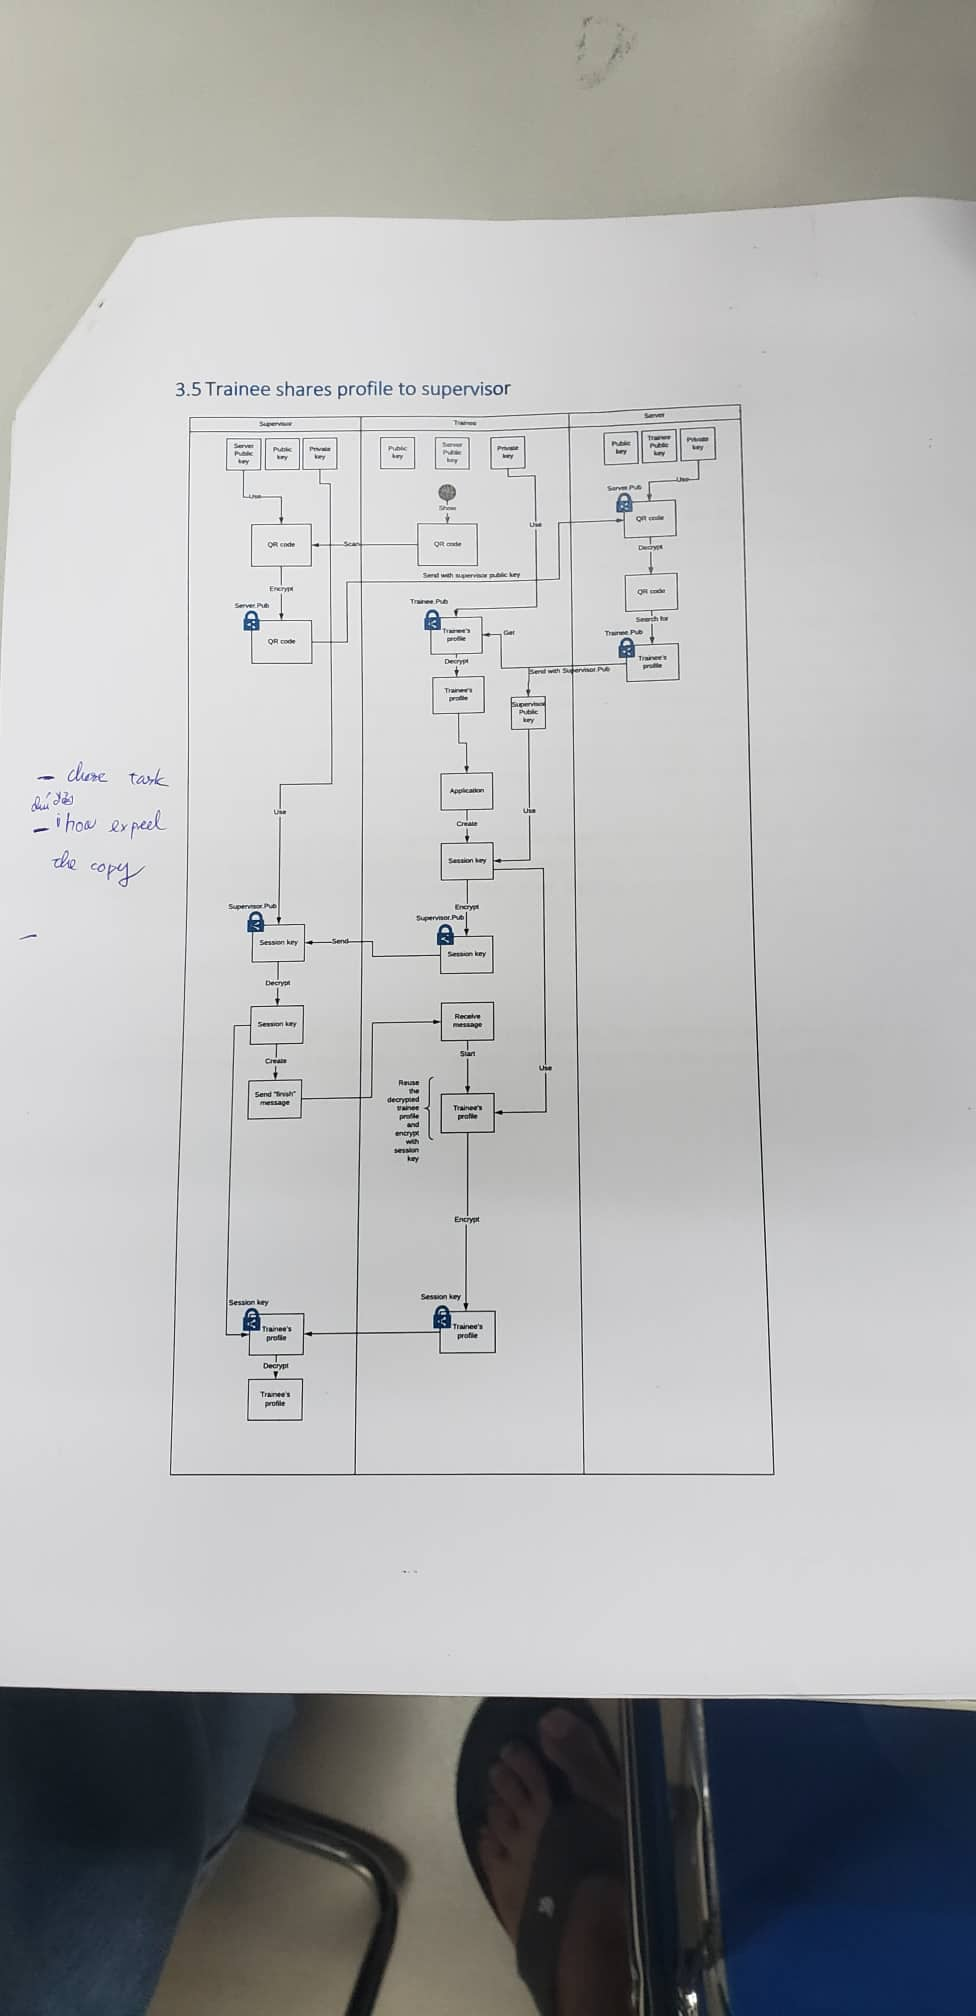 3.5 Trainee shares profile to supervisor
Supervisor
Trainee
Server
Server
Public
key
Public
key
Private
key
Public
key
Server
Public
key
Private
key
Public
key
Trainee
Public
key
Private
key
Use
Show
Use
Server.Pub
Use
QR code
Scan
QR code
QR code
Decrypt
Encrypt
Send with supervisor public key
QR code
Server.Pub
Trainee.Pub
Search for
QR code
Trainee's
profile
Get
Trainee.Pub
Trainee's
profile
Decrypt
Send with Supervisor.Pub
Trainee's
profile
Supervisor
Public
key
Application
Use
Use
Create
Session key
Encrypt
Supervisor.Pub
Supervisor.Pub
Session key
Send
Session key
Decrypt
Session key
Receive
message
Start
Create
Use
Send "finish"
message
Reuse
the
decrypted
trainee
profile
and
encrypt
with
session
key
Trainee's
profile
Encrypt
Session key
Session key
Trainee's
profile
Trainee's
profile
Decrypt
Trainee's
profile
- task
- expeel
the copy
-